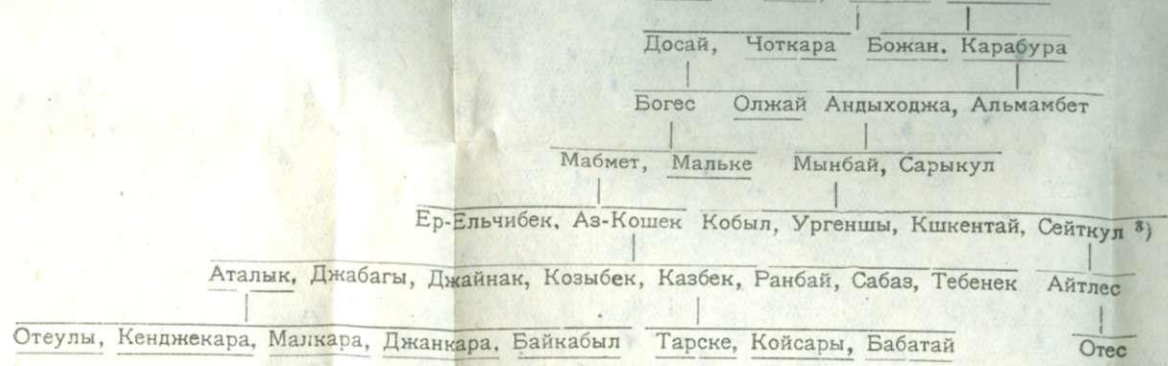 Досай, Чоткара Божан, Карабура
Богес Олжай Андыходжа, Альмамбет
Мабмет, Мальке Мынбай, Сарыкул
Ер-Ельчибек, Аз-Кошек Кобыл, Ургеншы, Кшкентай, Сейткул ⁸)
Аталык, Джабагы, Джайнак, Козыбек, Казбек, Ранбай, Сабаз, Тебенек Айтлес
Отеулы, Кенджекара, Малкара, Джанкара, Байкабыл Тарске, Койсары, Бабатай Отес